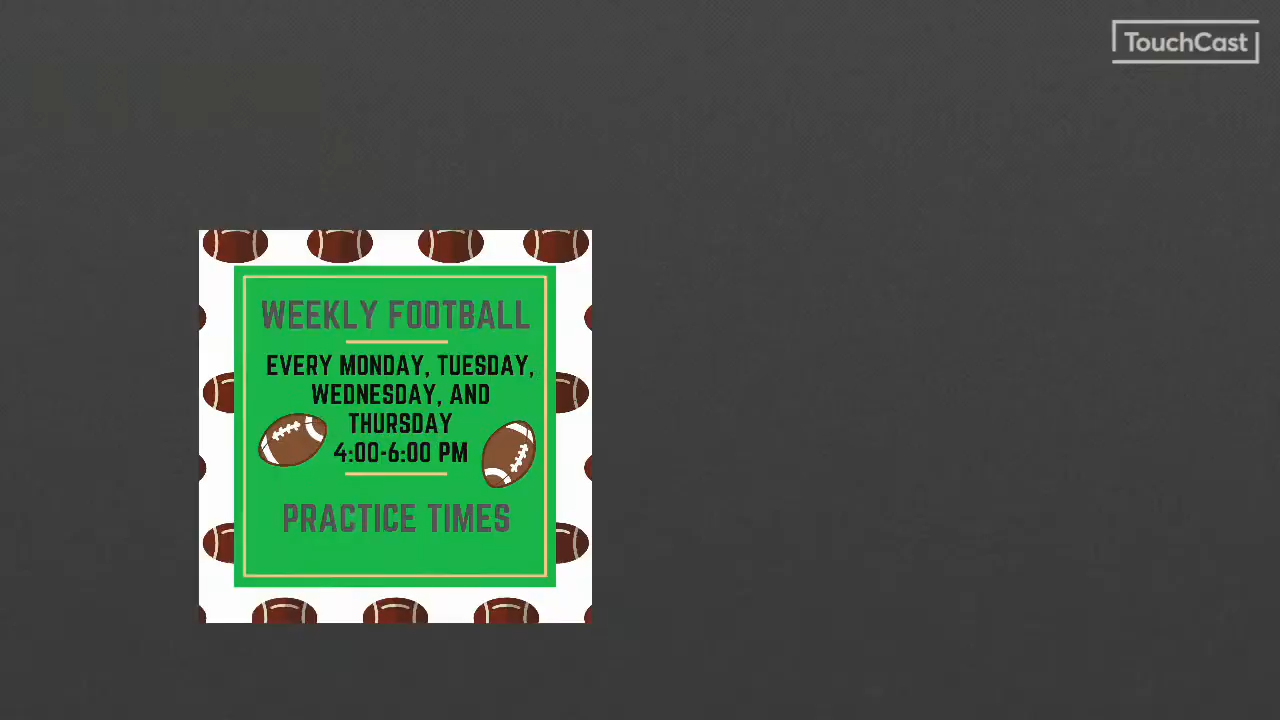 TouchCast
WEEKLY FOOTBALL
EVERY MONDAY, TUESDAY,
WEDNESDAY, AND
THURSDAY
4:00-6:00 PM
PRACTICE TIMES